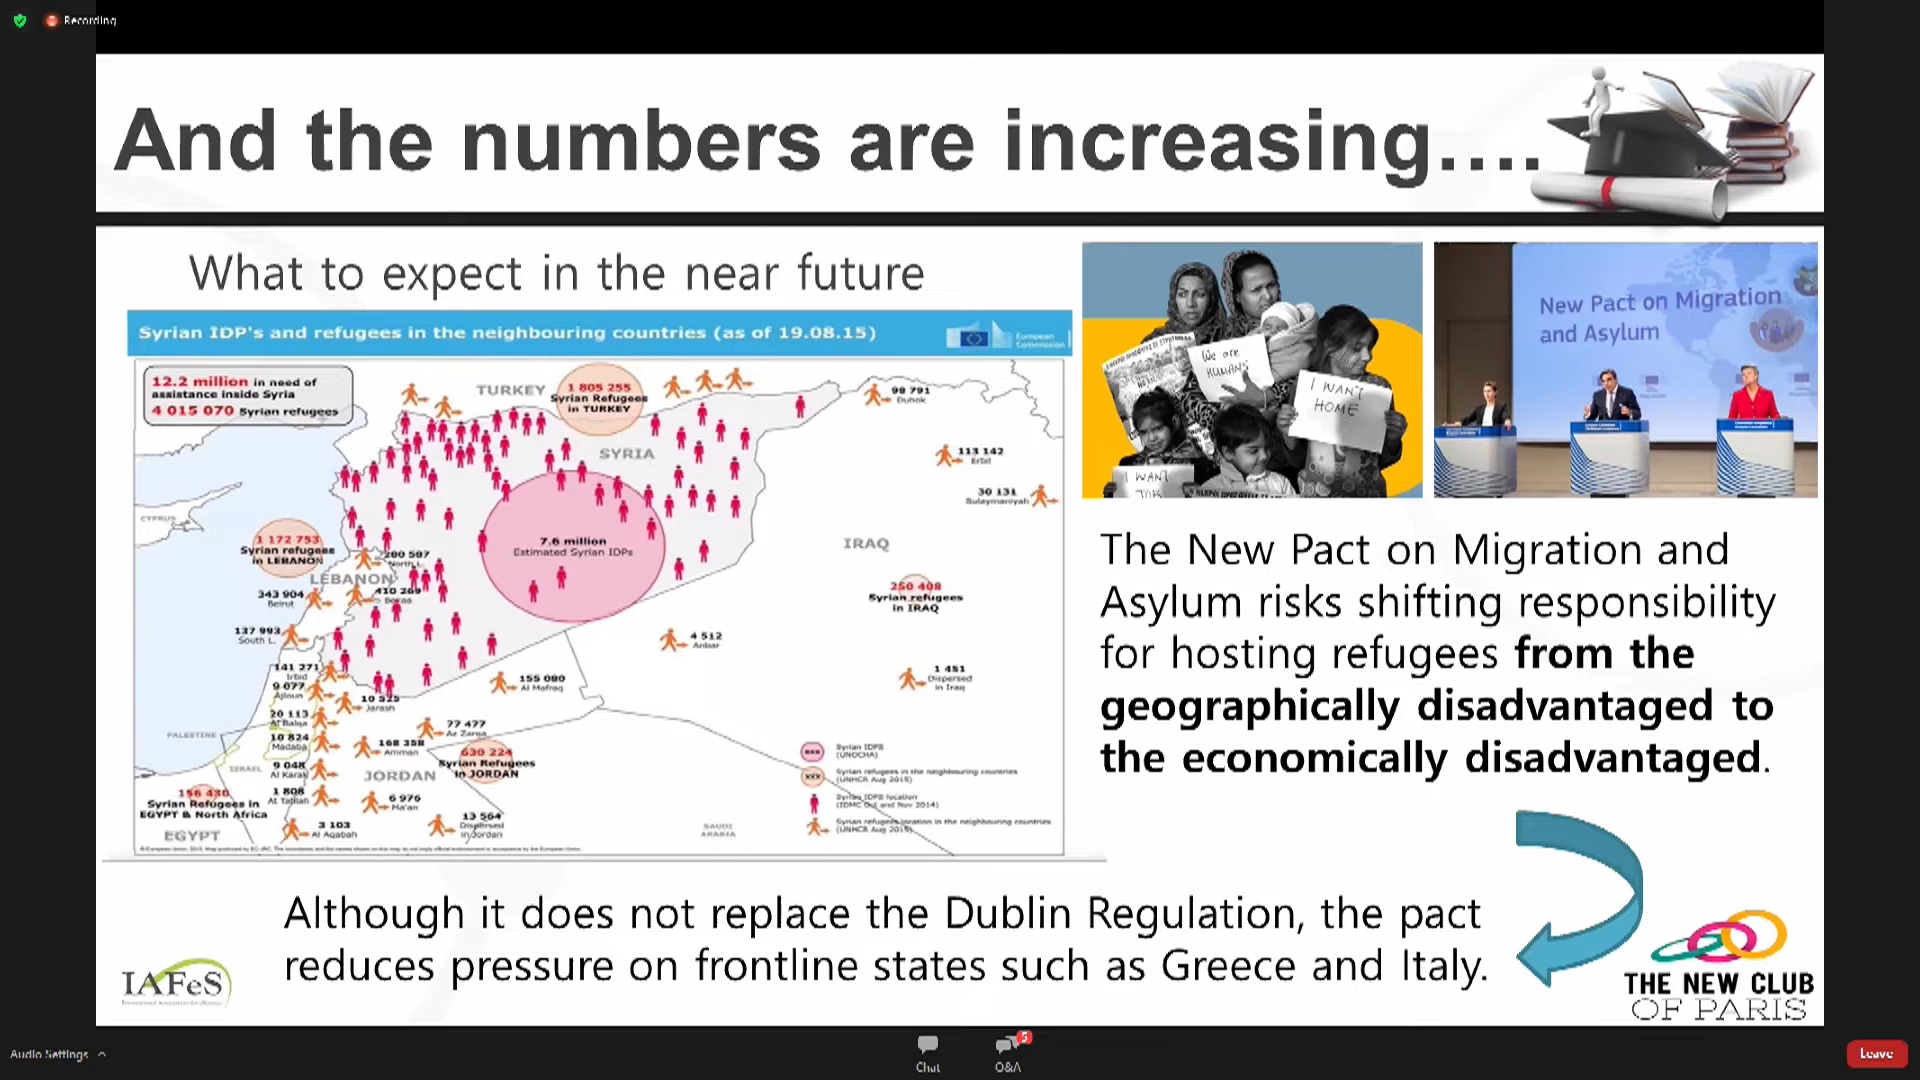 Recording
And the numbers are increasing....
What to expect in the near future
Syrian IDP's and refugees in the neighbouring countries (as of 19.08.15)
European
Commission
12.2 million in need of
assistance inside Syria
4 015 070 Syrian refugees
TURKEY
1 805 255
Syrian Refugees
in TURKEY
98 791
Duhok
SYRIA
113 142
Erbil
30 131
Sulaymaniyah
CYPRUS
1 172 753
Syrian refugees
in LEBANON
7.6 million
Estimated Syrian IDPs
IRAQ
North L.
LEBANON
410 269
Bekaa
343 904
Beirut
250 408
Syrian refugees
in IRAQ
137 993
South L.
4 512
Anbar
141 271
Irbid
9 077
Ajloun
10 525
Jarash
155 080
Al Mafraq
1 451
Dispersed
in Iraq
20 113
Al Balqa
77 477
Az Zarqa
PALESTINE
10 824
Madaba
168 358
Amman
630 224
Syrian Refugees
in JORDAN
ISRAEL
9 048
Al Karak
JORDAN
Syrian Refugees in
EGYPT & North Africa
1 808
At Tafilah
6 976
Ma'an
EGYPT
3 103
Al Aqabah
13 564
Dispersed
in Jordan
SAUDI
ARABIA
xxx
Syrian IDPS
(UNOCHA)
xxx
Syrian refugees in the neighbouring countries
(UNHCR Aug 2015)
Syrian IDPS location
(IDMC Oct and Nov 2014)
Syrian refugees location in the neighbouring countries
(UNHCR Aug 2015)
We are
HUMANS
I WANT
HOME
I WANT
New Pact on Migration
and Asylum
The New Pact on Migration and
Asylum risks shifting responsibility
for hosting refugees from the
geographically disadvantaged to
the economically disadvantaged.
Although it does not replace the Dublin Regulation, the pact
reduces pressure on frontline states such as Greece and Italy.
IAFeS
THE NEW CLUB
OF PARIS
Audio Settings
Chat
5
Q&A
Leave